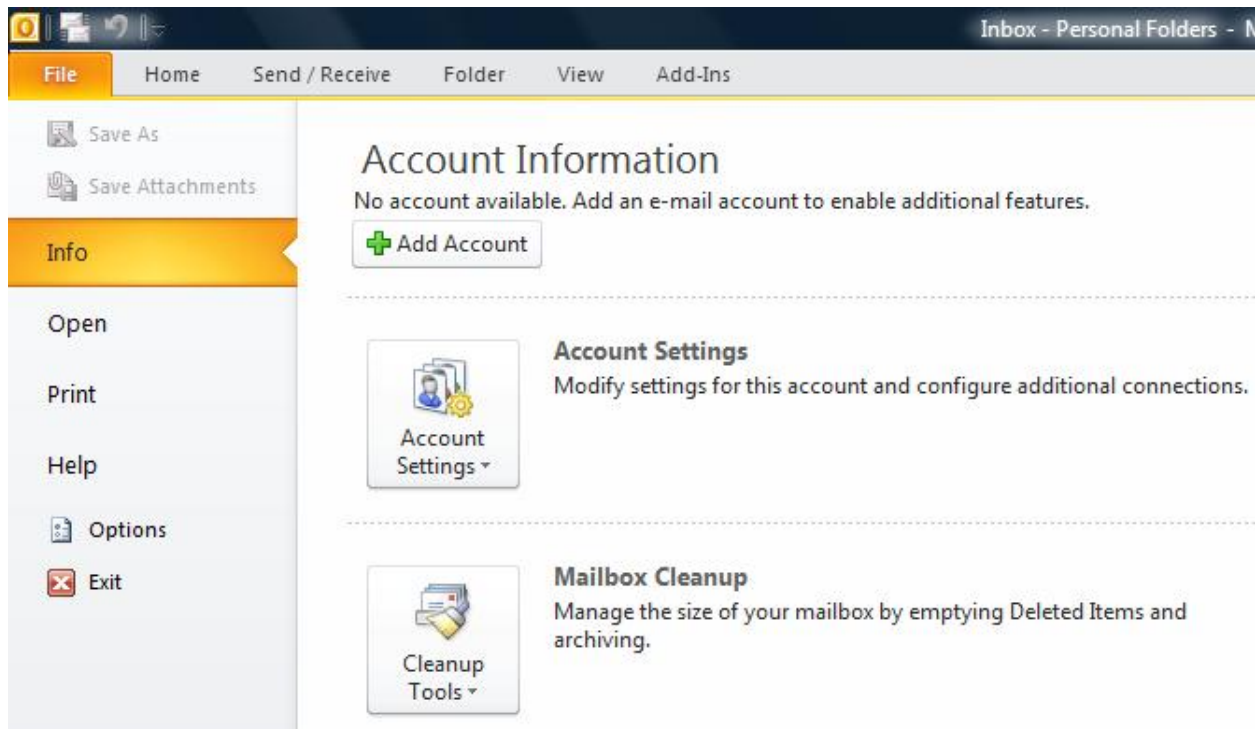 Inbox - Personal Folders -
File Home Send / Receive Folder View Add-Ins
Save As
Save Attachments
Info
Open
Print
Help
Options
Exit
Account Information
No account available. Add an e-mail account to enable additional features.
Add Account
Account
Settings
Account Settings
Modify settings for this account and configure additional connections.
Cleanup
Tools
Mailbox Cleanup
Manage the size of your mailbox by emptying Deleted Items and
archiving.